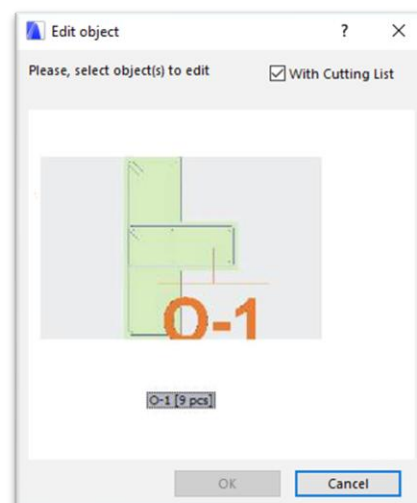 Edit object
? ×
Please, select object(s) to edit
With Cutting List
O-1
O-1 [9 pcs]
OK
Cancel